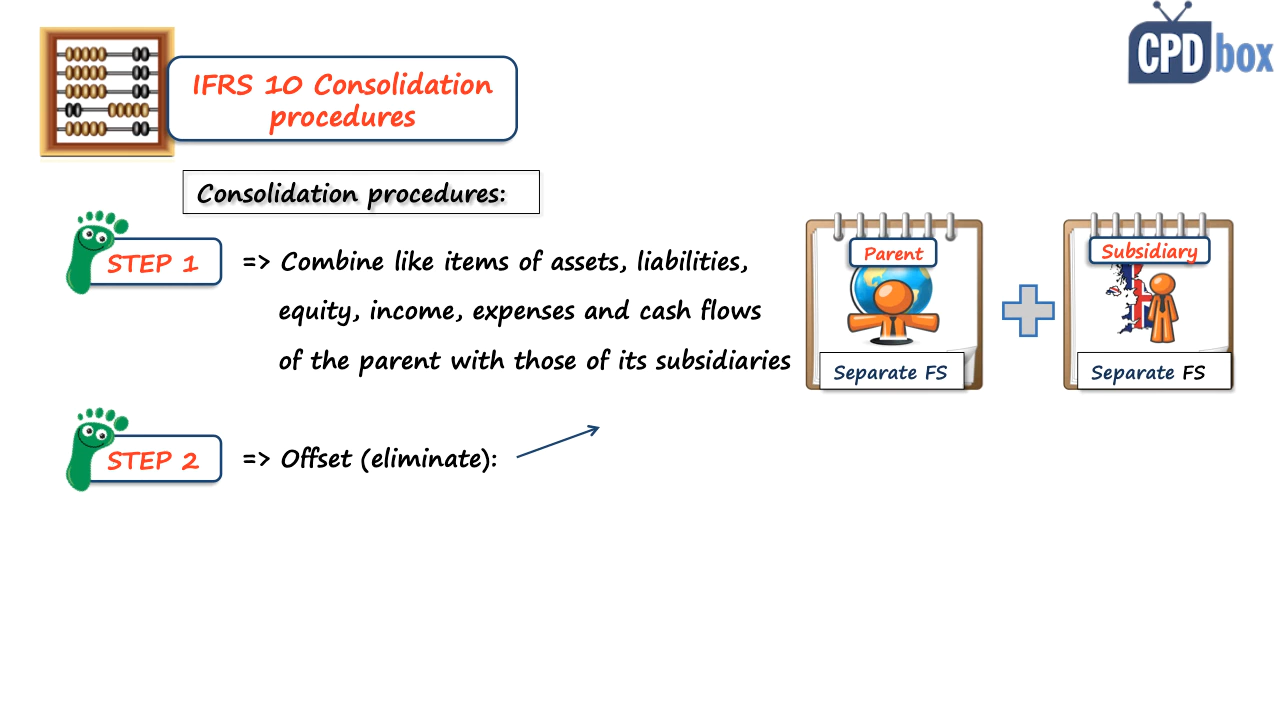 CPD box
IFRS 10 Consolidation
procedures
Consolidation procedures:
STEP 1
=> Combine like items of assets, liabilities,
equity, income, expenses and cash flows
of the parent with those of its subsidiaries
Parent
Separate FS
Subsidiary
Separate FS
STEP 2
=> Offset (eliminate):